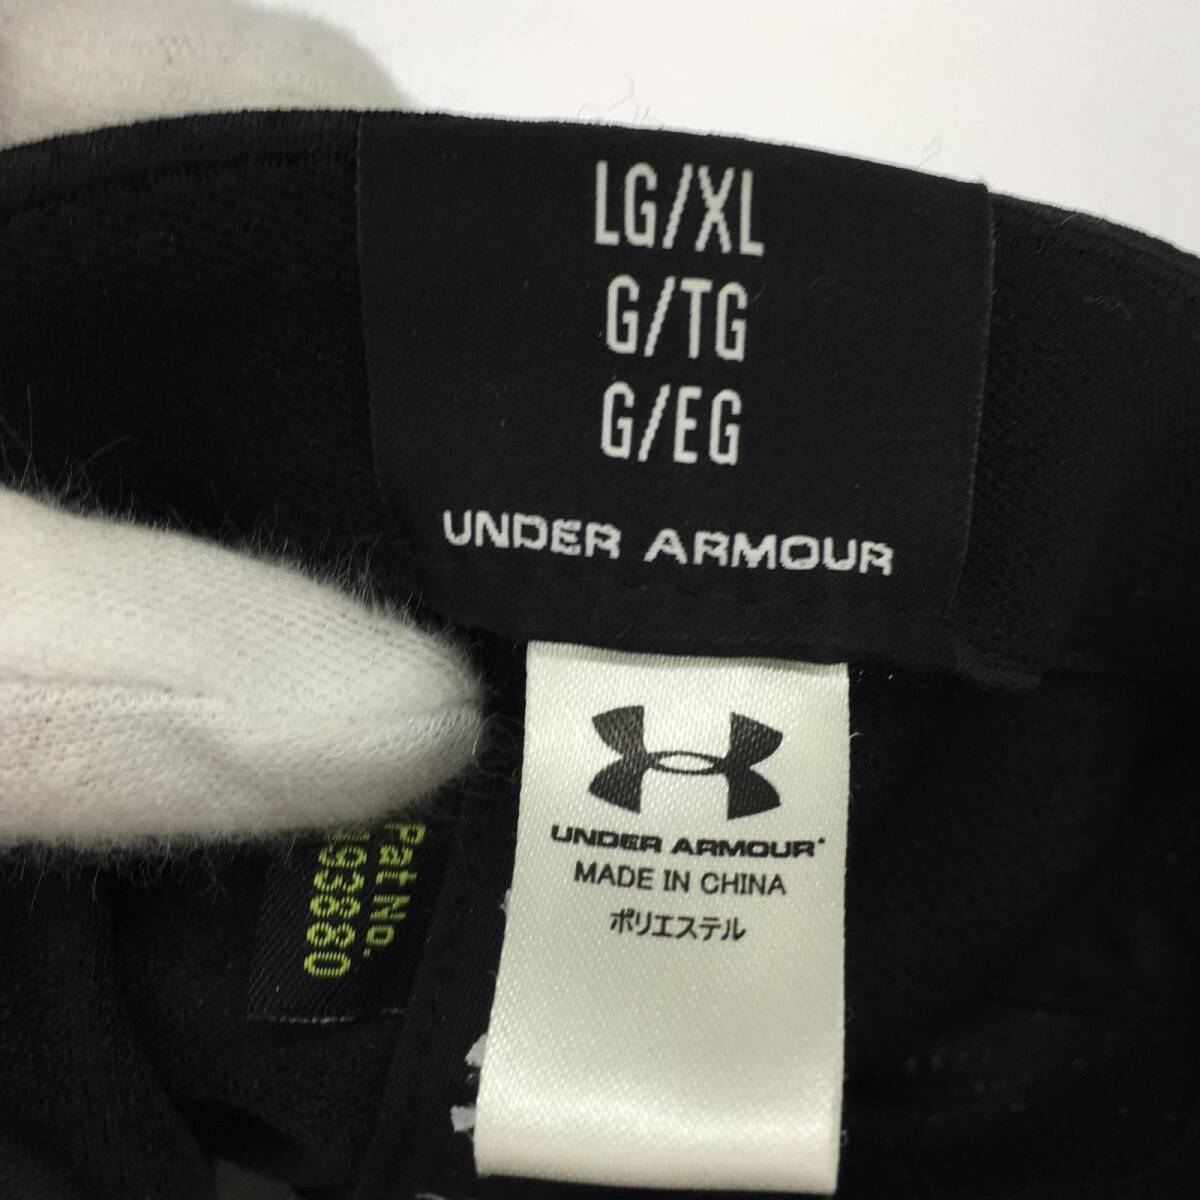 LG/XL
G/TG
G/EG
UNDER ARMOUR
UNDER ARMOUR
MADE IN CHINA
ポリエステル
Pat No.